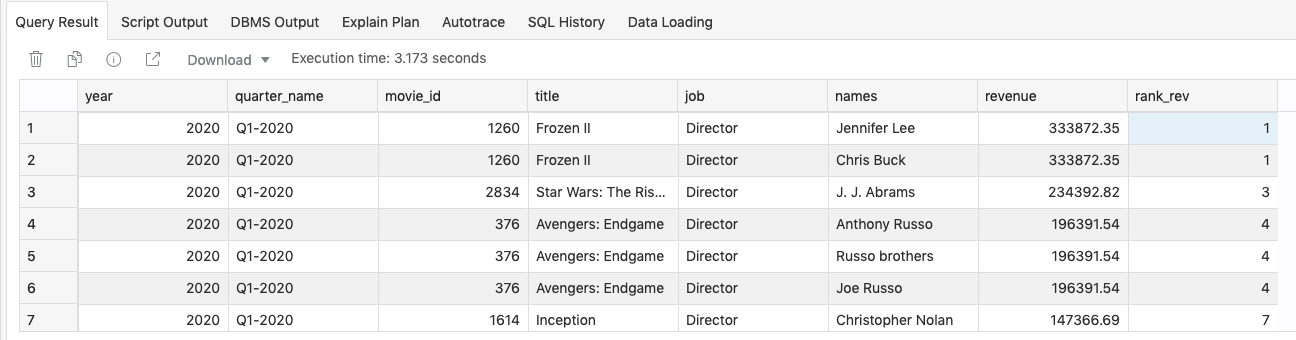 Query Result Script Output DBMS Output Explain Plan Autotrace SQL History Data Loading
Download Execution time: 3.173 seconds
year quarter_name movie_id title job names revenue rank_rev
1 2020 Q1-2020 1260 Frozen II Director Jennifer Lee 333872.35 1
2 2020 Q1-2020 1260 Frozen II Director Chris Buck 333872.35 1
3 2020 Q1-2020 2834 Star Wars: The Ris... Director J. J. Abrams 234392.82 3
4 2020 Q1-2020 376 Avengers: Endgame Director Anthony Russo 196391.54 4
5 2020 Q1-2020 376 Avengers: Endgame Director Russo brothers 196391.54 4
6 2020 Q1-2020 376 Avengers: Endgame Director Joe Russo 196391.54 4
7 2020 Q1-2020 1614 Inception Director Christopher Nolan 147366.69 7